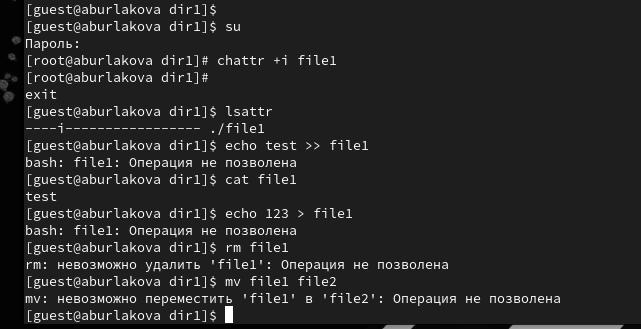 [guest@aburlakova dir1]$
[guest@aburlakova dir1]$ su
Пароль:
[root@aburlakova dir1]# chattr +i file1
[root@aburlakova dir1]#
exit
[guest@aburlakova dir1]$ lsattr
----i----------------- ./file1
[guest@aburlakova dir1]$ echo test >> file1
bash: file1: Операция не позволена
[guest@aburlakova dir1]$ cat file1
test
[guest@aburlakova dir1]$ echo 123 > file1
bash: file1: Операция не позволена
[guest@aburlakova dir1]$ rm file1
rm: невозможно удалить 'file1': Операция не позволена
[guest@aburlakova dir1]$ mv file1 file2
mv: невозможно переместить 'file1' в 'file2': Операция не позволена
[guest@aburlakova dir1]$